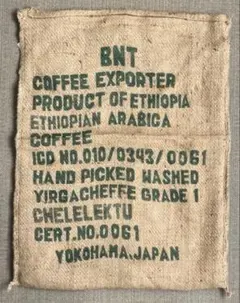 BNT
COFFEE EXPORTER
PRODUCT OF ETHIOPIA
ETHIOPIAN ARABICA
COFFEE
ICO NO.010/0343/0061
HAND PICKED WASHED
YIRGACHEFFE GRADE 1
CHELELEKTU
CERT.NO.0061
YOKOHAMA.JAPAN